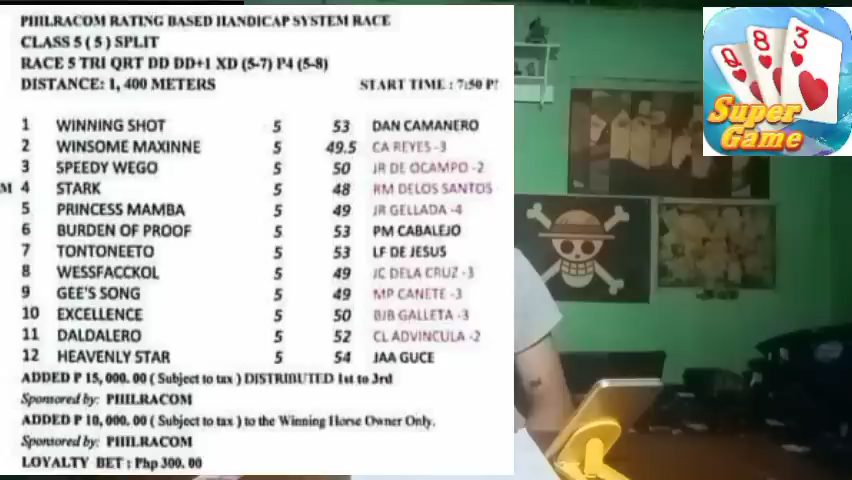 PHILRACOM RATING BASED HANDICAP SYSTEM RACE
CLASS 5 ( 5 ) SPLIT
RACE 5 TRI QRT DD DD+1 XD (5-7) P4 (5-8)
DISTANCE: 1, 400 METERS START TIME : 7:50 P!
1 WINNING SHOT 5 53 DAN CAMANERO
2 WINSOME MAXINNE 5 49.5 CA REYES -3
3 SPEEDY WEGO 5 50 JR DE OCAMPO -2
M 4 STARK 5 48 RM DELOS SANTOS
5 PRINCESS MAMBA 5 49 JR GELLADA -4
6 BURDEN OF PROOF 5 53 PM CABALEJO
7 TONTONEETO 5 53 LF DE JESUS
8 WESSFACCKOL 5 49 JC DELA CRUZ -3
9 GEE'S SONG 5 49 MP CANETE -3
10 EXCELLENCE 5 50 BJB GALLETA -3
11 DALDALERO 5 52 CL ADVINCULA -2
12 HEAVENLY STAR 5 54 JAA GUCE
ADDED P 15, 000. 00 ( Subject to tax ) DISTRIBUTED 1st to 3rd
Sponsored by: PHILRACOM
ADDED P 10, 000. 00 ( Subject to tax ) to the Winning Horse Owner Only.
Sponsored by: PHILRACOM
LOYALTY BET : Php 300. 00
Q 8 3
Super
Game